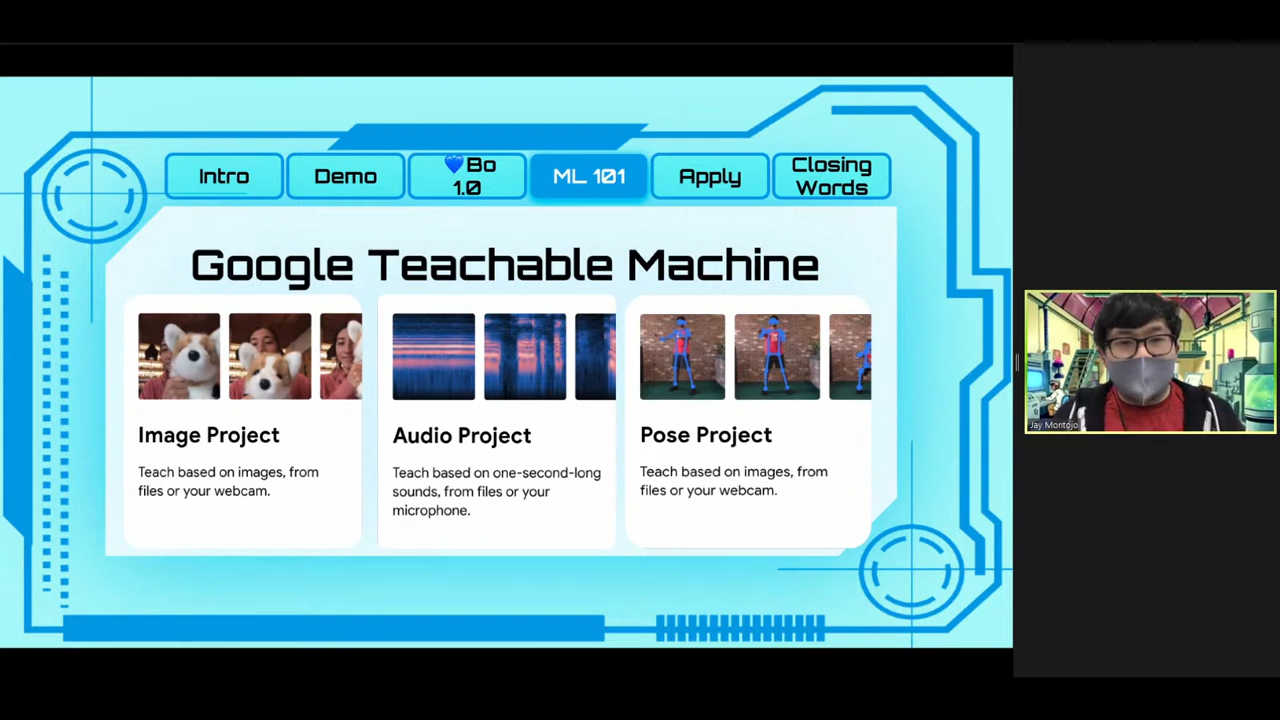 Intro
Demo
💙Bo
1.0
ML 101
Apply
Closing
Words
Google Teachable Machine
Image Project
Teach based on images, from
files or your webcam.
Audio Project
Teach based on one-second-long
sounds, from files or your
microphone.
Pose Project
Teach based on images, from
files or your webcam.
Jay Montojo